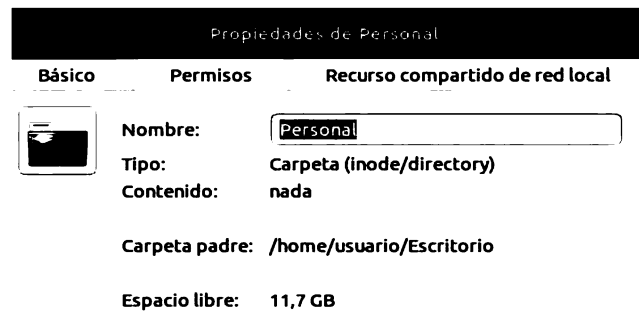 Propiedades de Personal
Básico Permisos Recurso compartido de red local
Nombre: Personal
Tipo: Carpeta (inode/directory)
Contenido: nada
Carpeta padre: /home/usuario/Escritorio
Espacio libre: 11,7 GB